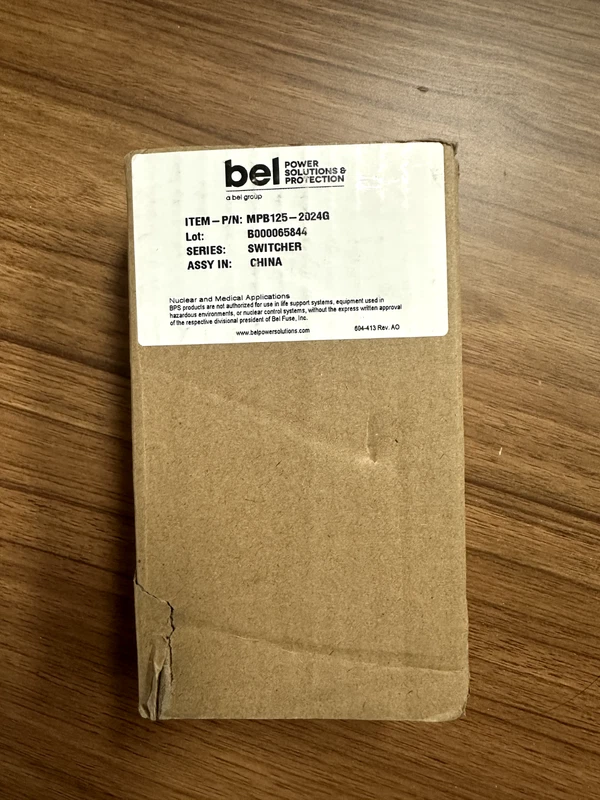 bel POWER
SOLUTIONS &
PROTECTION
a bel group
ITEM-P/N: MPB125-2024G
Lot: B000065844
SERIES: SWITCHER
ASSY IN: CHINA
Nuclear and Medical Applications
BPS products are not authorized for use in life support systems, equipment used in
hazardous environments, or nuclear control systems, without the express written approval
of the respective divisional president of Bel Fuse, Inc.
www.belpowersolutions.com 604-413 Rev. AO